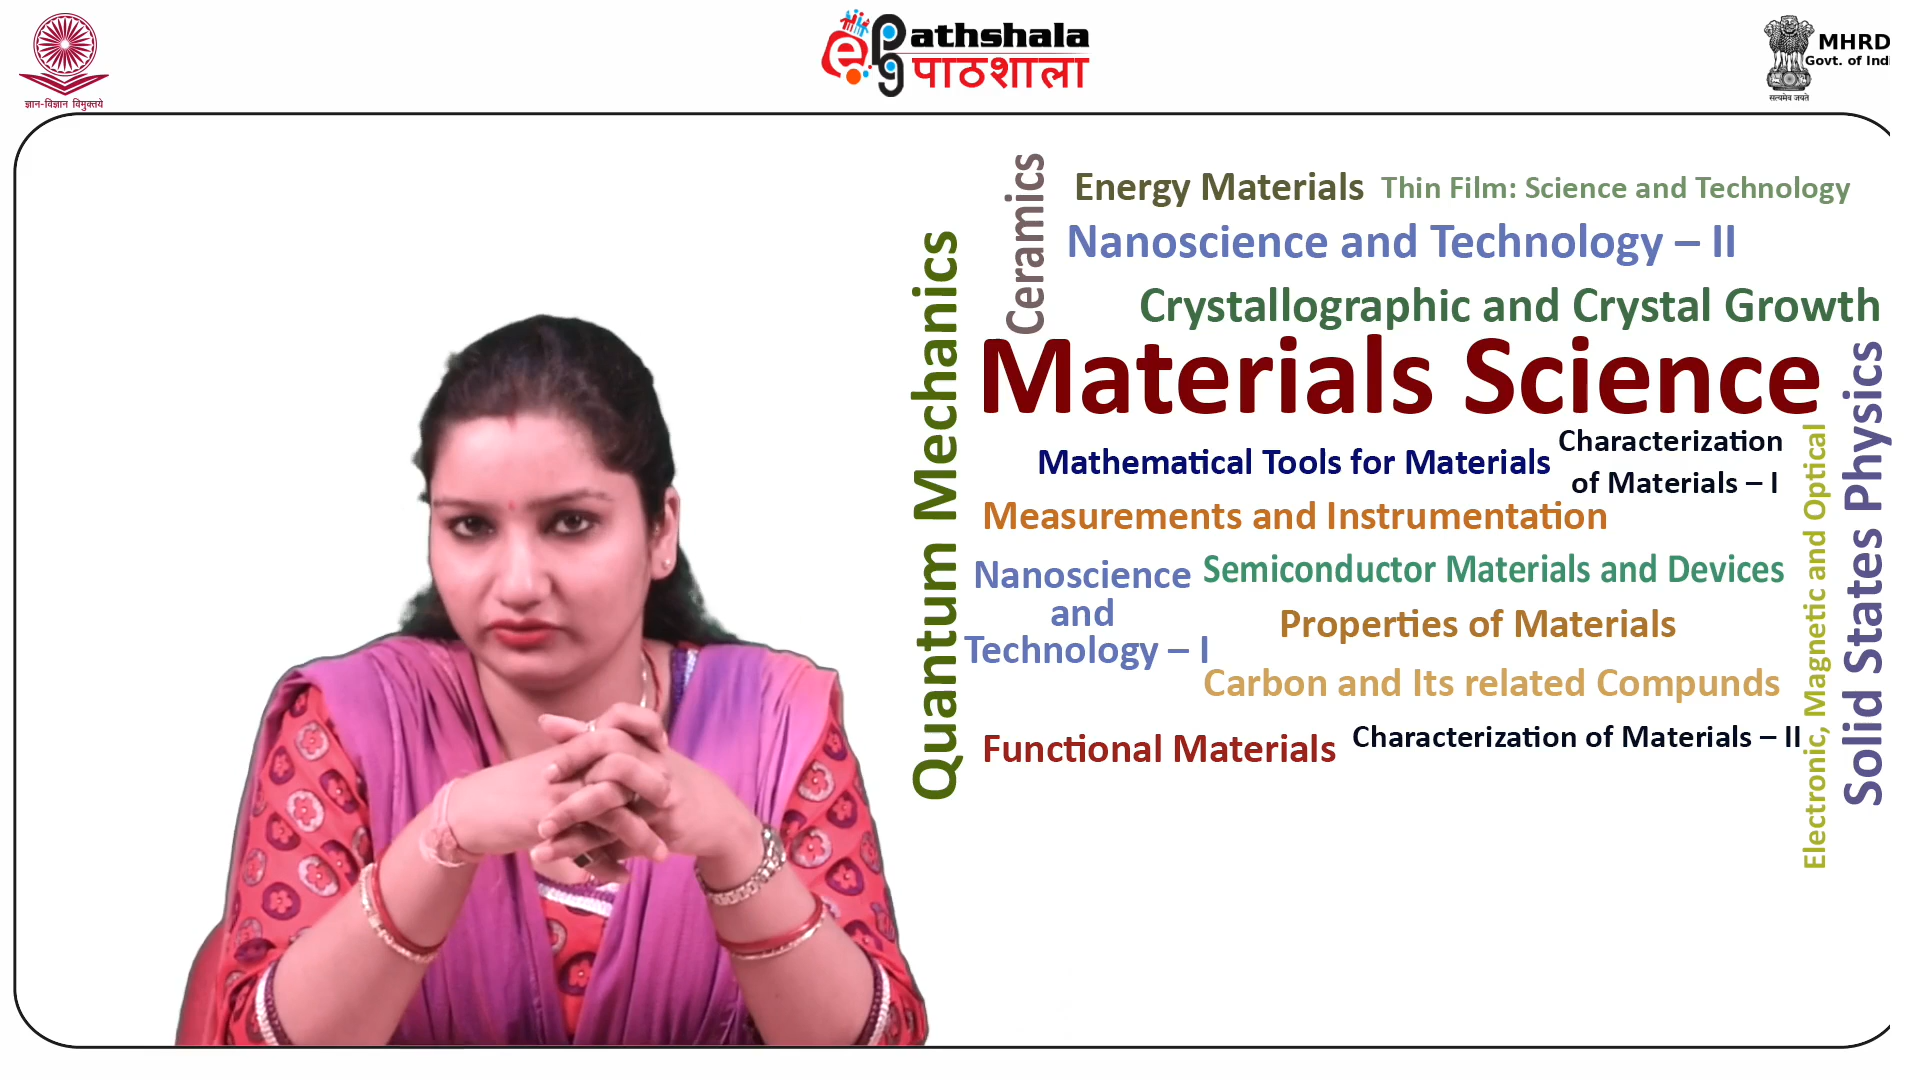 ज्ञान-विज्ञान विमुक्तये
ePathshala
पाठशाला
MHRD
Govt. of Ind
सत्यमेव जयते
Ceramics
Energy Materials
Thin Film: Science and Technology
Nanoscience and Technology – II
Crystallographic and Crystal Growth
Quantum Mechanics
Materials Science
Solid States Physics
Mathematical Tools for Materials
Characterization
of Materials – I
Electronic, Magnetic and Optical
Measurements and Instrumentation
Nanoscience
and
Technology – I
Semiconductor Materials and Devices
Properties of Materials
Carbon and Its related Compunds
Functional Materials
Characterization of Materials – II